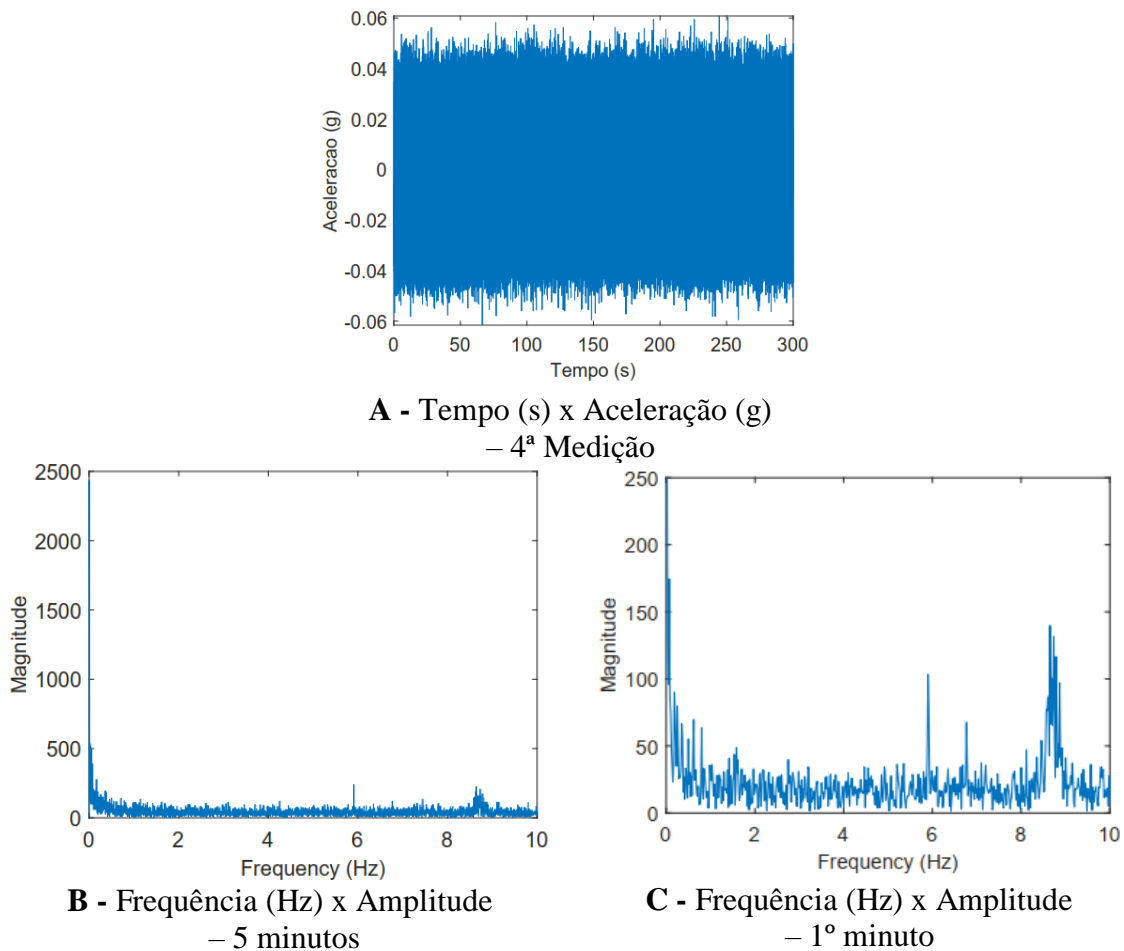 0.06
0.04
0.02
0
-0.02
-0.04
-0.06
Aceleracao (g)
0 50 100 150 200 250 300
Tempo (s)
A - Tempo (s) x Aceleração (g)
– 4ª Medição
2500
2000
1500
1000
500
0
Magnitude
0 2 4 6 8 10
Frequency (Hz)
B - Frequência (Hz) x Amplitude
– 5 minutos
250
200
150
100
50
0
Magnitude
0 2 4 6 8 10
Frequency (Hz)
C - Frequência (Hz) x Amplitude
– 1º minuto